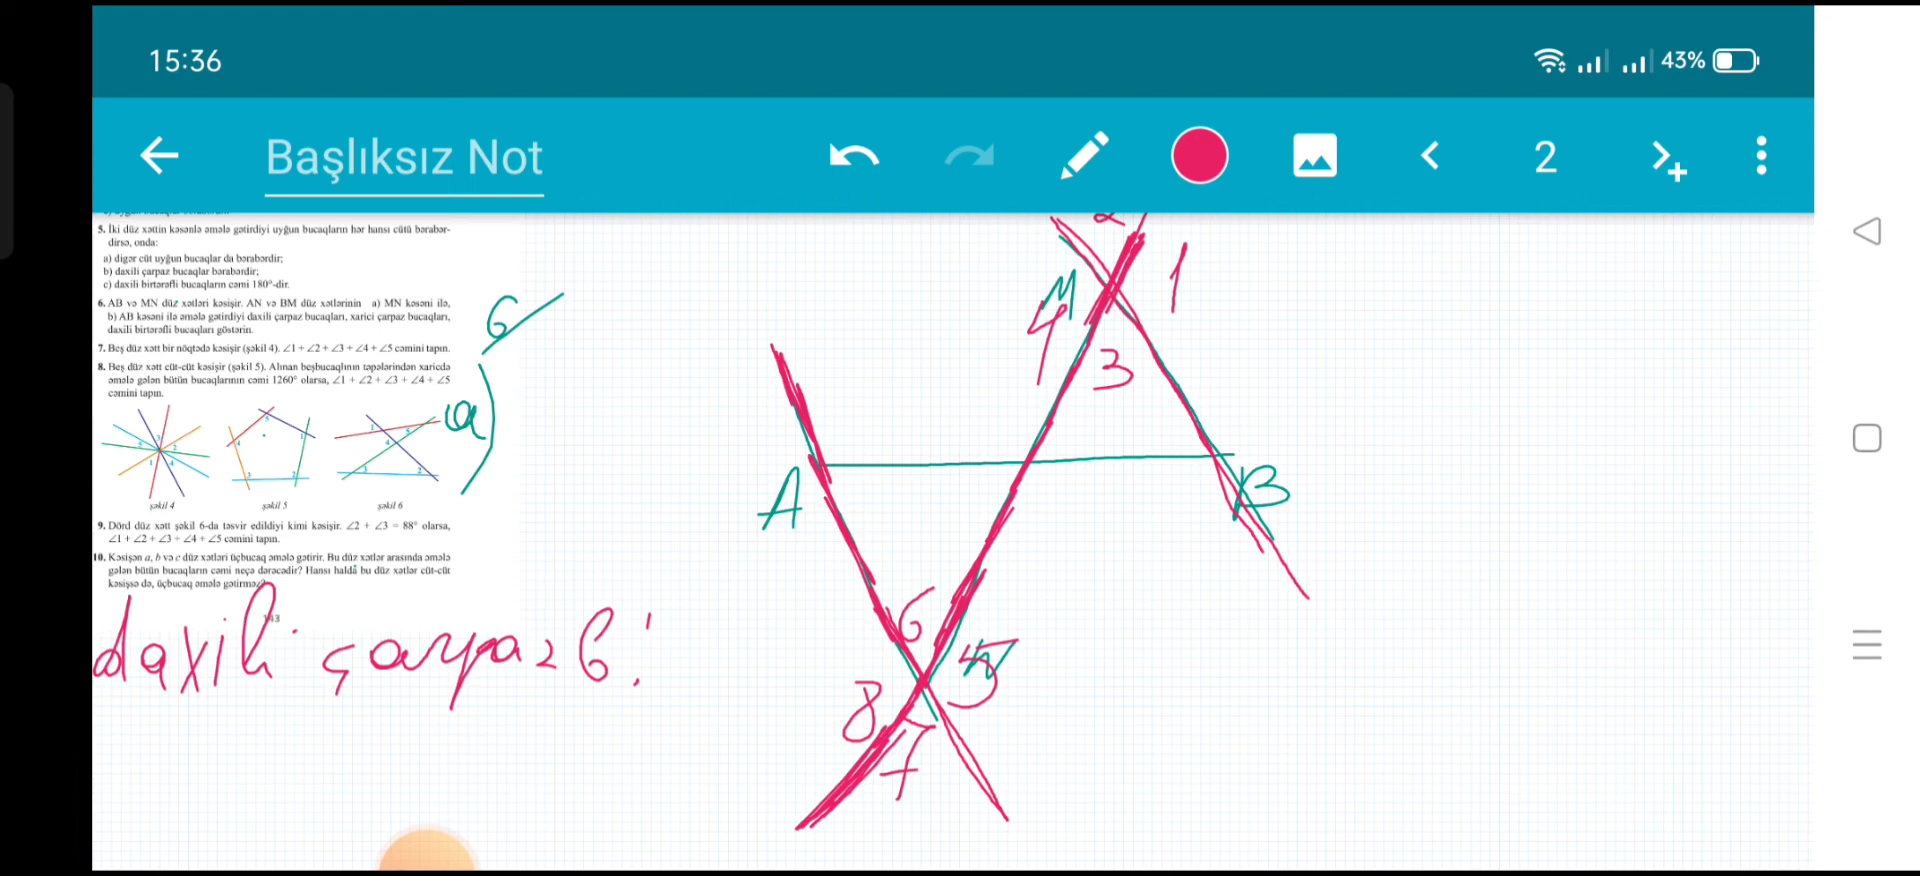 15:36
43%
Başlıksız Not
2
5. İki düz xəttin kəsənlə əmələ gətirdiyi uyğun bucaqların hər hansı cütü bərabər-
dirsə, onda:
a) digər cüt uyğun bucaqlar da bərabərdir;
b) daxili çarpaz bucaqlar bərabərdir;
c) daxili birtərəfli bucaqların cəmi 180°-dir.
6. AB və MN düz xətləri kəsişir. AN və BM düz xətlərinin a) MN kəsəni ilə,
b) AB kəsəni ilə əmələ gətirdiyi daxili çarpaz bucaqları, xarici çarpaz bucaqları,
daxili birtərəfli bucaqları göstərin.
7. Beş düz xətt bir nöqtədə kəsişir (şəkil 4). ∠1 + ∠2 + ∠3 + ∠4 + ∠5 cəmini tapın.
8. Beş düz xətt cüt-cüt kəsişir (şəkil 5). Alınan beşbucaqlının təpələrindən xaricdə
əmələ gələn bütün bucaqlarının cəmi 1260° olarsa, ∠1 + ∠2 + ∠3 + ∠4 + ∠5
cəmini tapın.
şəkil 4 şəkil 5 şəkil 6
9. Dörd düz xətt şəkil 6-da təsvir edildiyi kimi kəsişir. ∠2 + ∠3 = 88° olarsa,
∠1 + ∠2 + ∠3 + ∠4 + ∠5 cəmini tapın.
10. Kəsişən a, b və c düz xətləri üçbucaq əmələ gətirir. Bu düz xətlər arasında əmələ
gələn bütün bucaqların cəmi neçə dərəcədir? Hansı halda bu düz xətlər cüt-cüt
kəsişsə də, üçbucaq əmələ gətirməz?
6
a)
daxili çarpaz b:
2
1
M
4
3
A
B
6
N
5
8
7